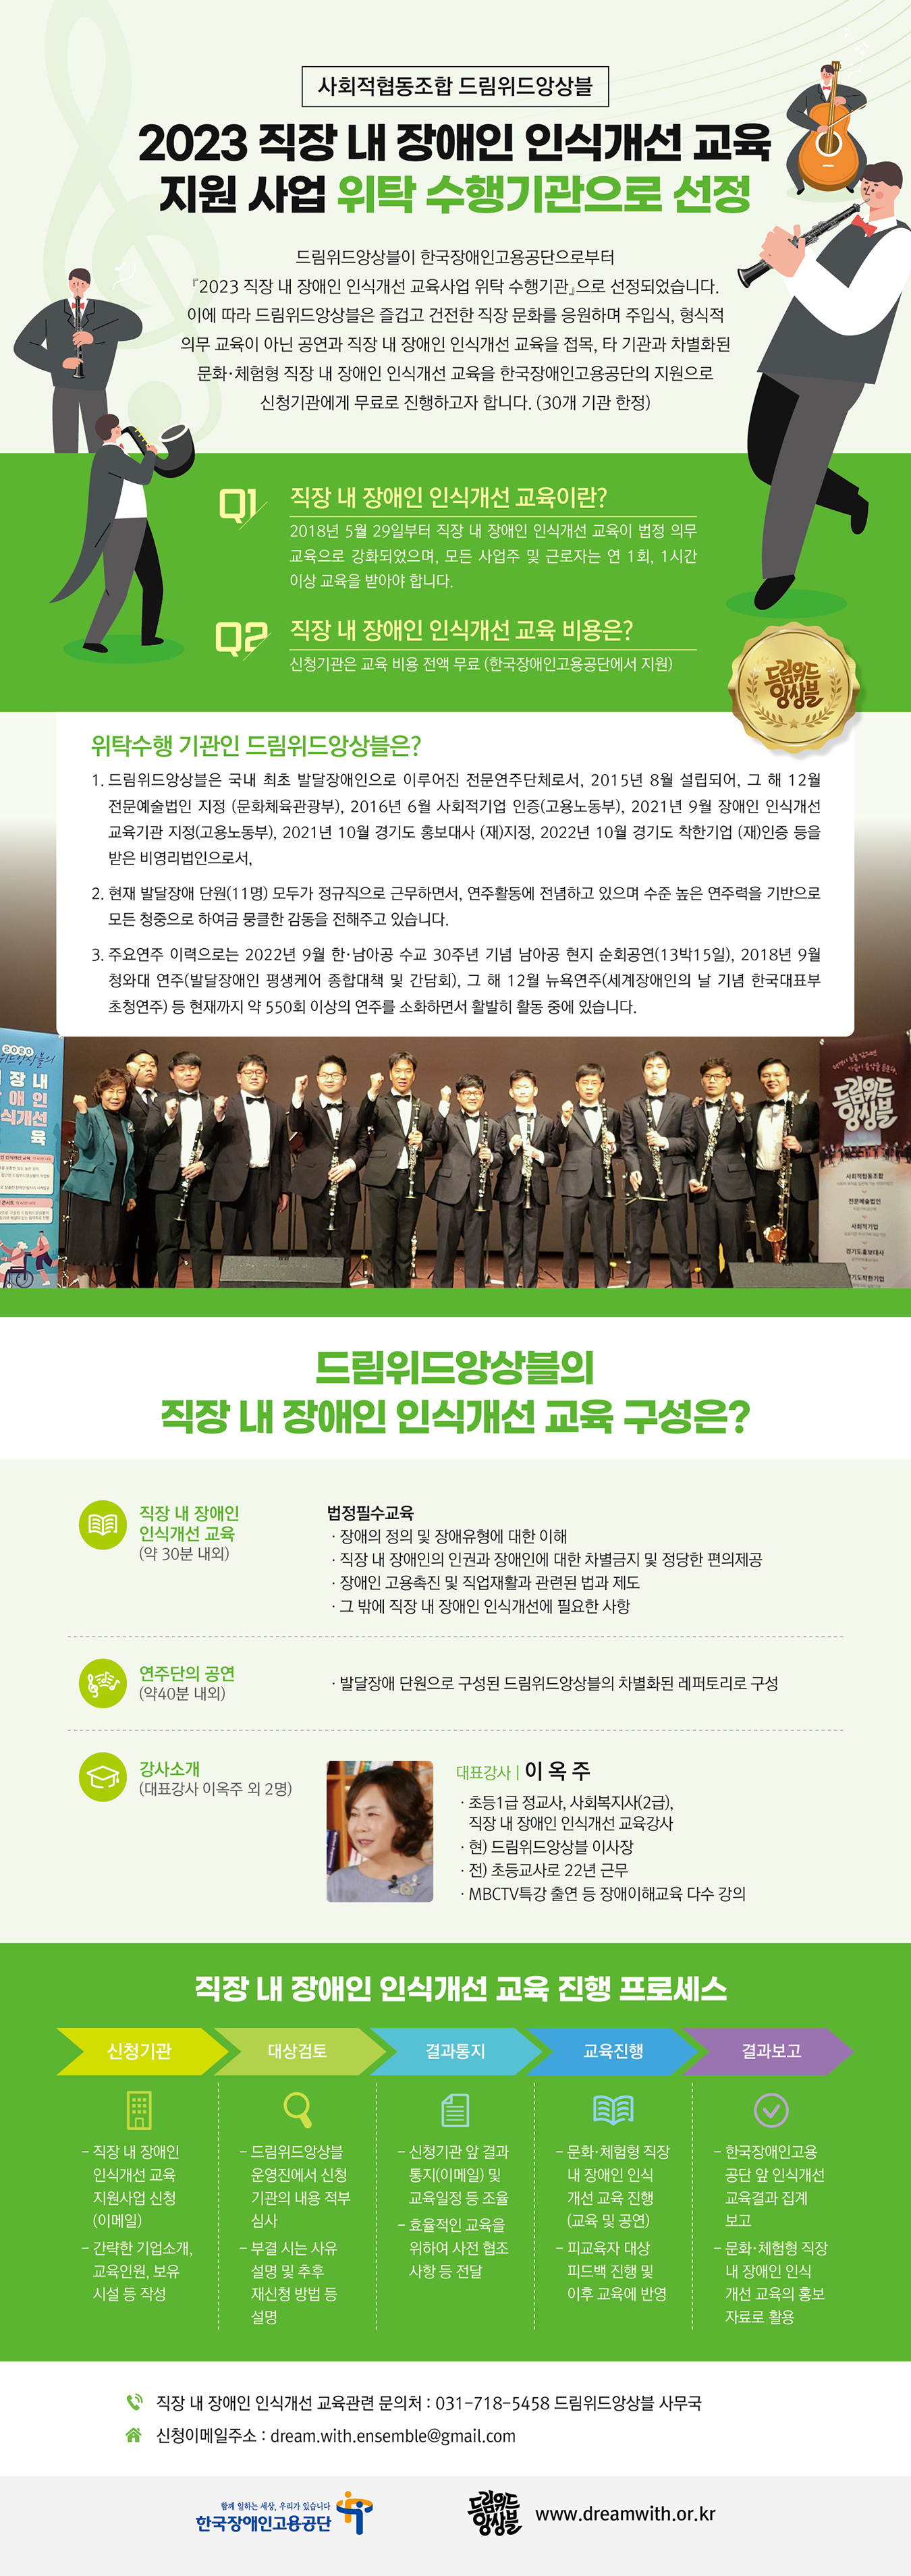 사회적협동조합 드림위드앙상블
2023 직장 내 장애인 인식개선 교육
지원 사업 위탁 수행기관으로 선정
드림위드앙상블이 한국장애인고용공단으로부터
『2023 직장 내 장애인 인식개선 교육사업 위탁 수행기관』으로 선정되었습니다.
이에 따라 드림위드앙상블은 즐겁고 건전한 직장 문화를 응원하며 주입식, 형식적
의무 교육이 아닌 공연과 직장 내 장애인 인식개선 교육을 접목, 타 기관과 차별화된
문화·체험형 직장 내 장애인 인식개선 교육을 한국장애인고용공단의 지원으로
신청기관에게 무료로 진행하고자 합니다. (30개 기관 한정)
Q1 직장 내 장애인 인식개선 교육이란?
2018년 5월 29일부터 직장 내 장애인 인식개선 교육이 법정 의무
교육으로 강화되었으며, 모든 사업주 및 근로자는 연 1회, 1시간
이상 교육을 받아야 합니다.
Q2 직장 내 장애인 인식개선 교육 비용은?
신청기관은 교육 비용 전액 무료 (한국장애인고용공단에서 지원)
드림위드
앙상블
위탁수행 기관인 드림위드앙상블은?
1. 드림위드앙상블은 국내 최초 발달장애인으로 이루어진 전문연주단체로서, 2015년 8월 설립되어, 그 해 12월
전문예술법인 지정 (문화체육관광부), 2016년 6월 사회적기업 인증(고용노동부), 2021년 9월 장애인 인식개선
교육기관 지정(고용노동부), 2021년 10월 경기도 홍보대사 (재)지정, 2022년 10월 경기도 착한기업 (재)인증 등을
받은 비영리법인으로서,
2. 현재 발달장애 단원(11명) 모두가 정규직으로 근무하면서, 연주활동에 전념하고 있으며 수준 높은 연주력을 기반으로
모든 청중으로 하여금 뭉클한 감동을 전해주고 있습니다.
3. 주요연주 이력으로는 2022년 9월 한·남아공 수교 30주년 기념 남아공 현지 순회공연(13박15일), 2018년 9월
청와대 연주(발달장애인 평생케어 종합대책 및 간담회), 그 해 12월 뉴욕연주(세계장애인의 날 기념 한국대표부
초청연주) 등 현재까지 약 550회 이상의 연주를 소화하면서 활발히 활동 중에 있습니다.
2020
장 내
애 인
식개선
육
드림위드
앙상블
사회적협동조합
전문예술법인
사회적기업
경기도홍보대사
경기도착한기업
드림위드앙상블의
직장 내 장애인 인식개선 교육 구성은?
직장 내 장애인
인식개선 교육
(약 30분 내외)
법정필수교육
· 장애의 정의 및 장애유형에 대한 이해
· 직장 내 장애인의 인권과 장애인에 대한 차별금지 및 정당한 편의제공
· 장애인 고용촉진 및 직업재활과 관련된 법과 제도
· 그 밖에 직장 내 장애인 인식개선에 필요한 사항
연주단의 공연
(약40분 내외)
· 발달장애 단원으로 구성된 드림위드앙상블의 차별화된 레퍼토리로 구성
강사소개
(대표강사 이옥주 외 2명)
대표강사 | 이 옥 주
· 초등1급 정교사, 사회복지사(2급),
직장 내 장애인 인식개선 교육강사
· 현) 드림위드앙상블 이사장
· 전) 초등교사로 22년 근무
· MBCTV특강 출연 등 장애이해교육 다수 강의
직장 내 장애인 인식개선 교육 진행 프로세스
신청기관
- 직장 내 장애인
인식개선 교육
지원사업 신청
(이메일)
- 간략한 기업소개,
교육인원, 보유
시설 등 작성
대상검토
- 드림위드앙상블
운영진에서 신청
기관의 내용 적부
심사
- 부결 시는 사유
설명 및 추후
재신청 방법 등
설명
결과통지
- 신청기관 앞 결과
통지(이메일) 및
교육일정 등 조율
- 효율적인 교육을
위하여 사전 협조
사항 등 전달
교육진행
- 문화·체험형 직장
내 장애인 인식
개선 교육 진행
(교육 및 공연)
- 피교육자 대상
피드백 진행 및
이후 교육에 반영
결과보고
- 한국장애인고용
공단 앞 인식개선
교육결과 집계
보고
- 문화·체험형 직장
내 장애인 인식
개선 교육의 홍보
자료로 활용
직장 내 장애인 인식개선 교육관련 문의처 : 031-718-5458 드림위드앙상블 사무국
신청이메일주소 : dream.with.ensemble@gmail.com
함께 일하는 세상, 우리가 있습니다
한국장애인고용공단
드림위드
앙상블
www.dreamwith.or.kr